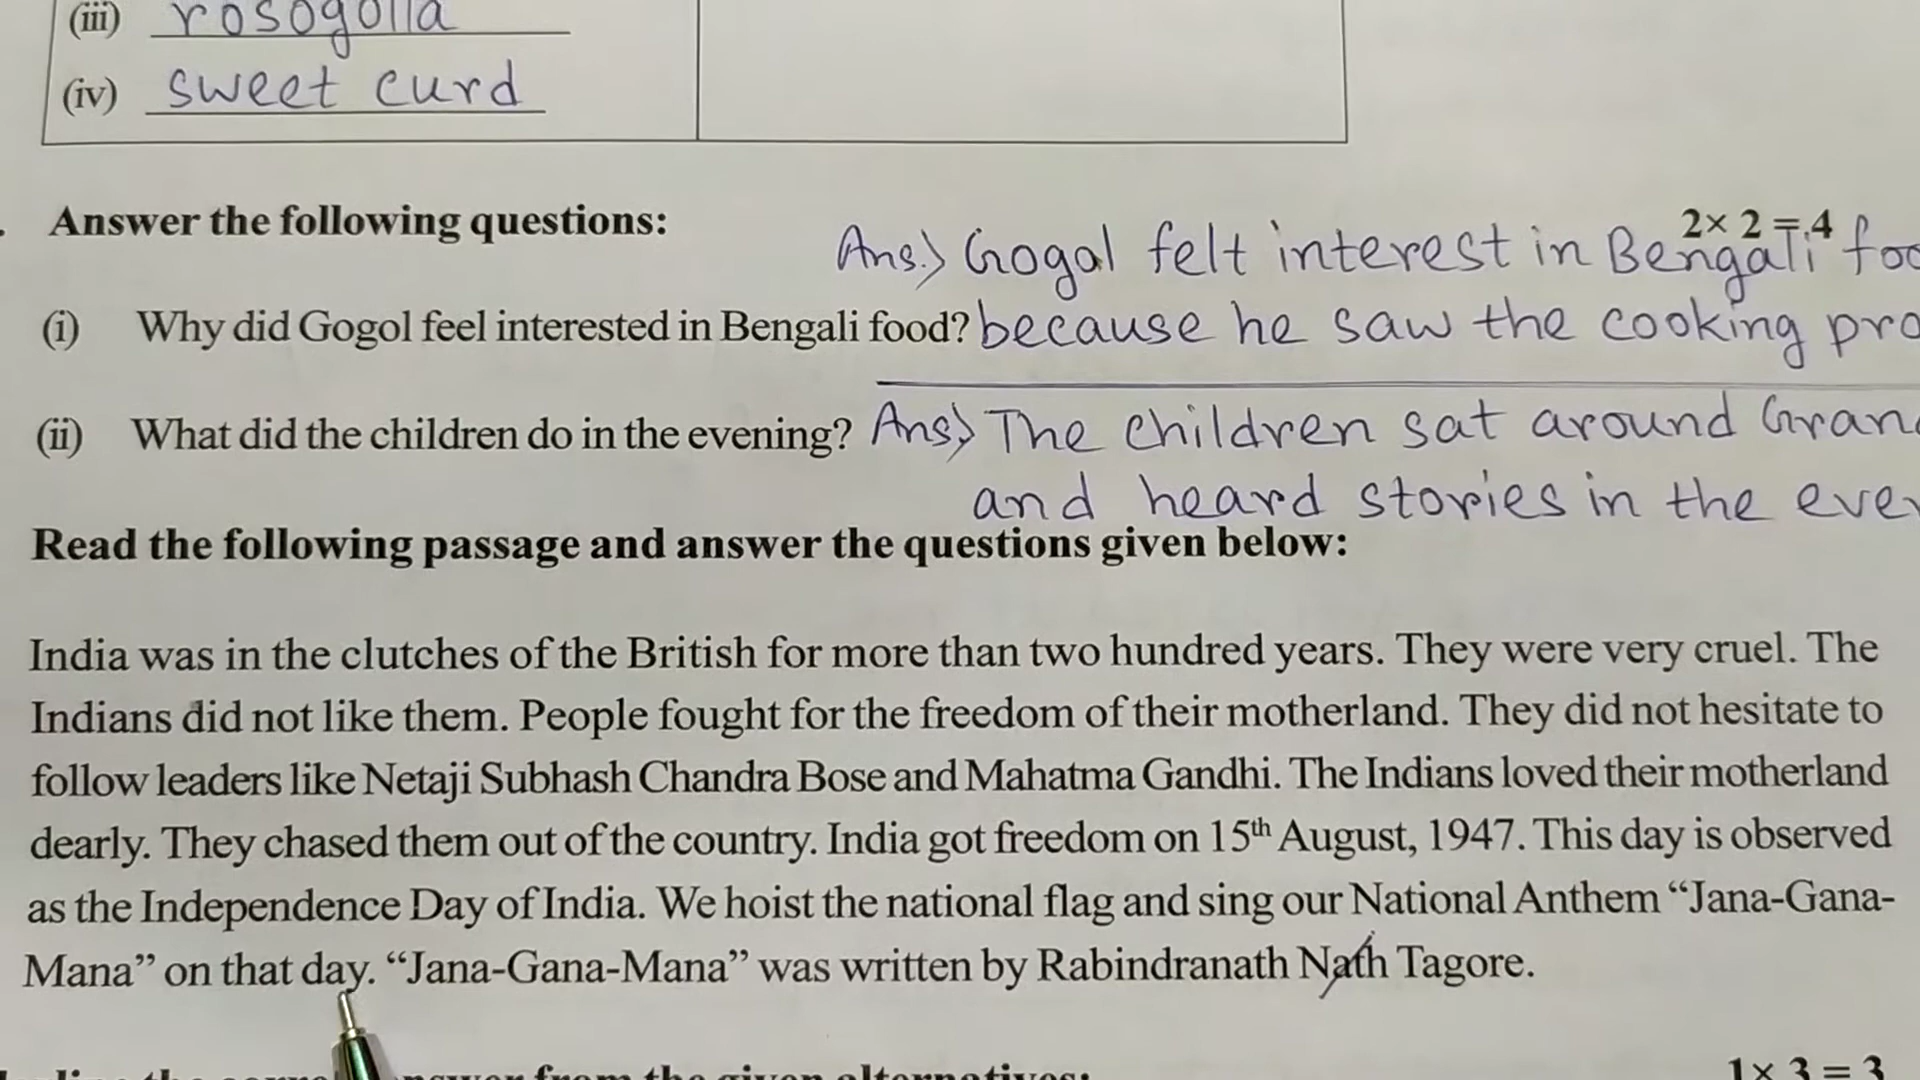 (iii) rosogolla
(iv) sweet curd
Answer the following questions:
2× 2 = 4
Ans.) Gogol felt interest in Bengali
(i) Why did Gogol feel interested in Bengali food? because he saw the cooking
(ii) What did the children do in the evening? Ans) The children sat around
and heard stories in the
Read the following passage and answer the questions given below:
India was in the clutches of the British for more than two hundred years. They were very cruel. The
Indians did not like them. People fought for the freedom of their motherland. They did not hesitate to
follow leaders like Netaji Subhash Chandra Bose and Mahatma Gandhi. The Indians loved their motherland
dearly. They chased them out of the country. India got freedom on 15th August, 1947. This day is observed
as the Independence Day of India. We hoist the national flag and sing our National Anthem “Jana-Gana-
Mana” on that day. “Jana-Gana-Mana” was written by Rabindranath Nath Tagore.
answer from the given alternatives:
1× 3 = 3